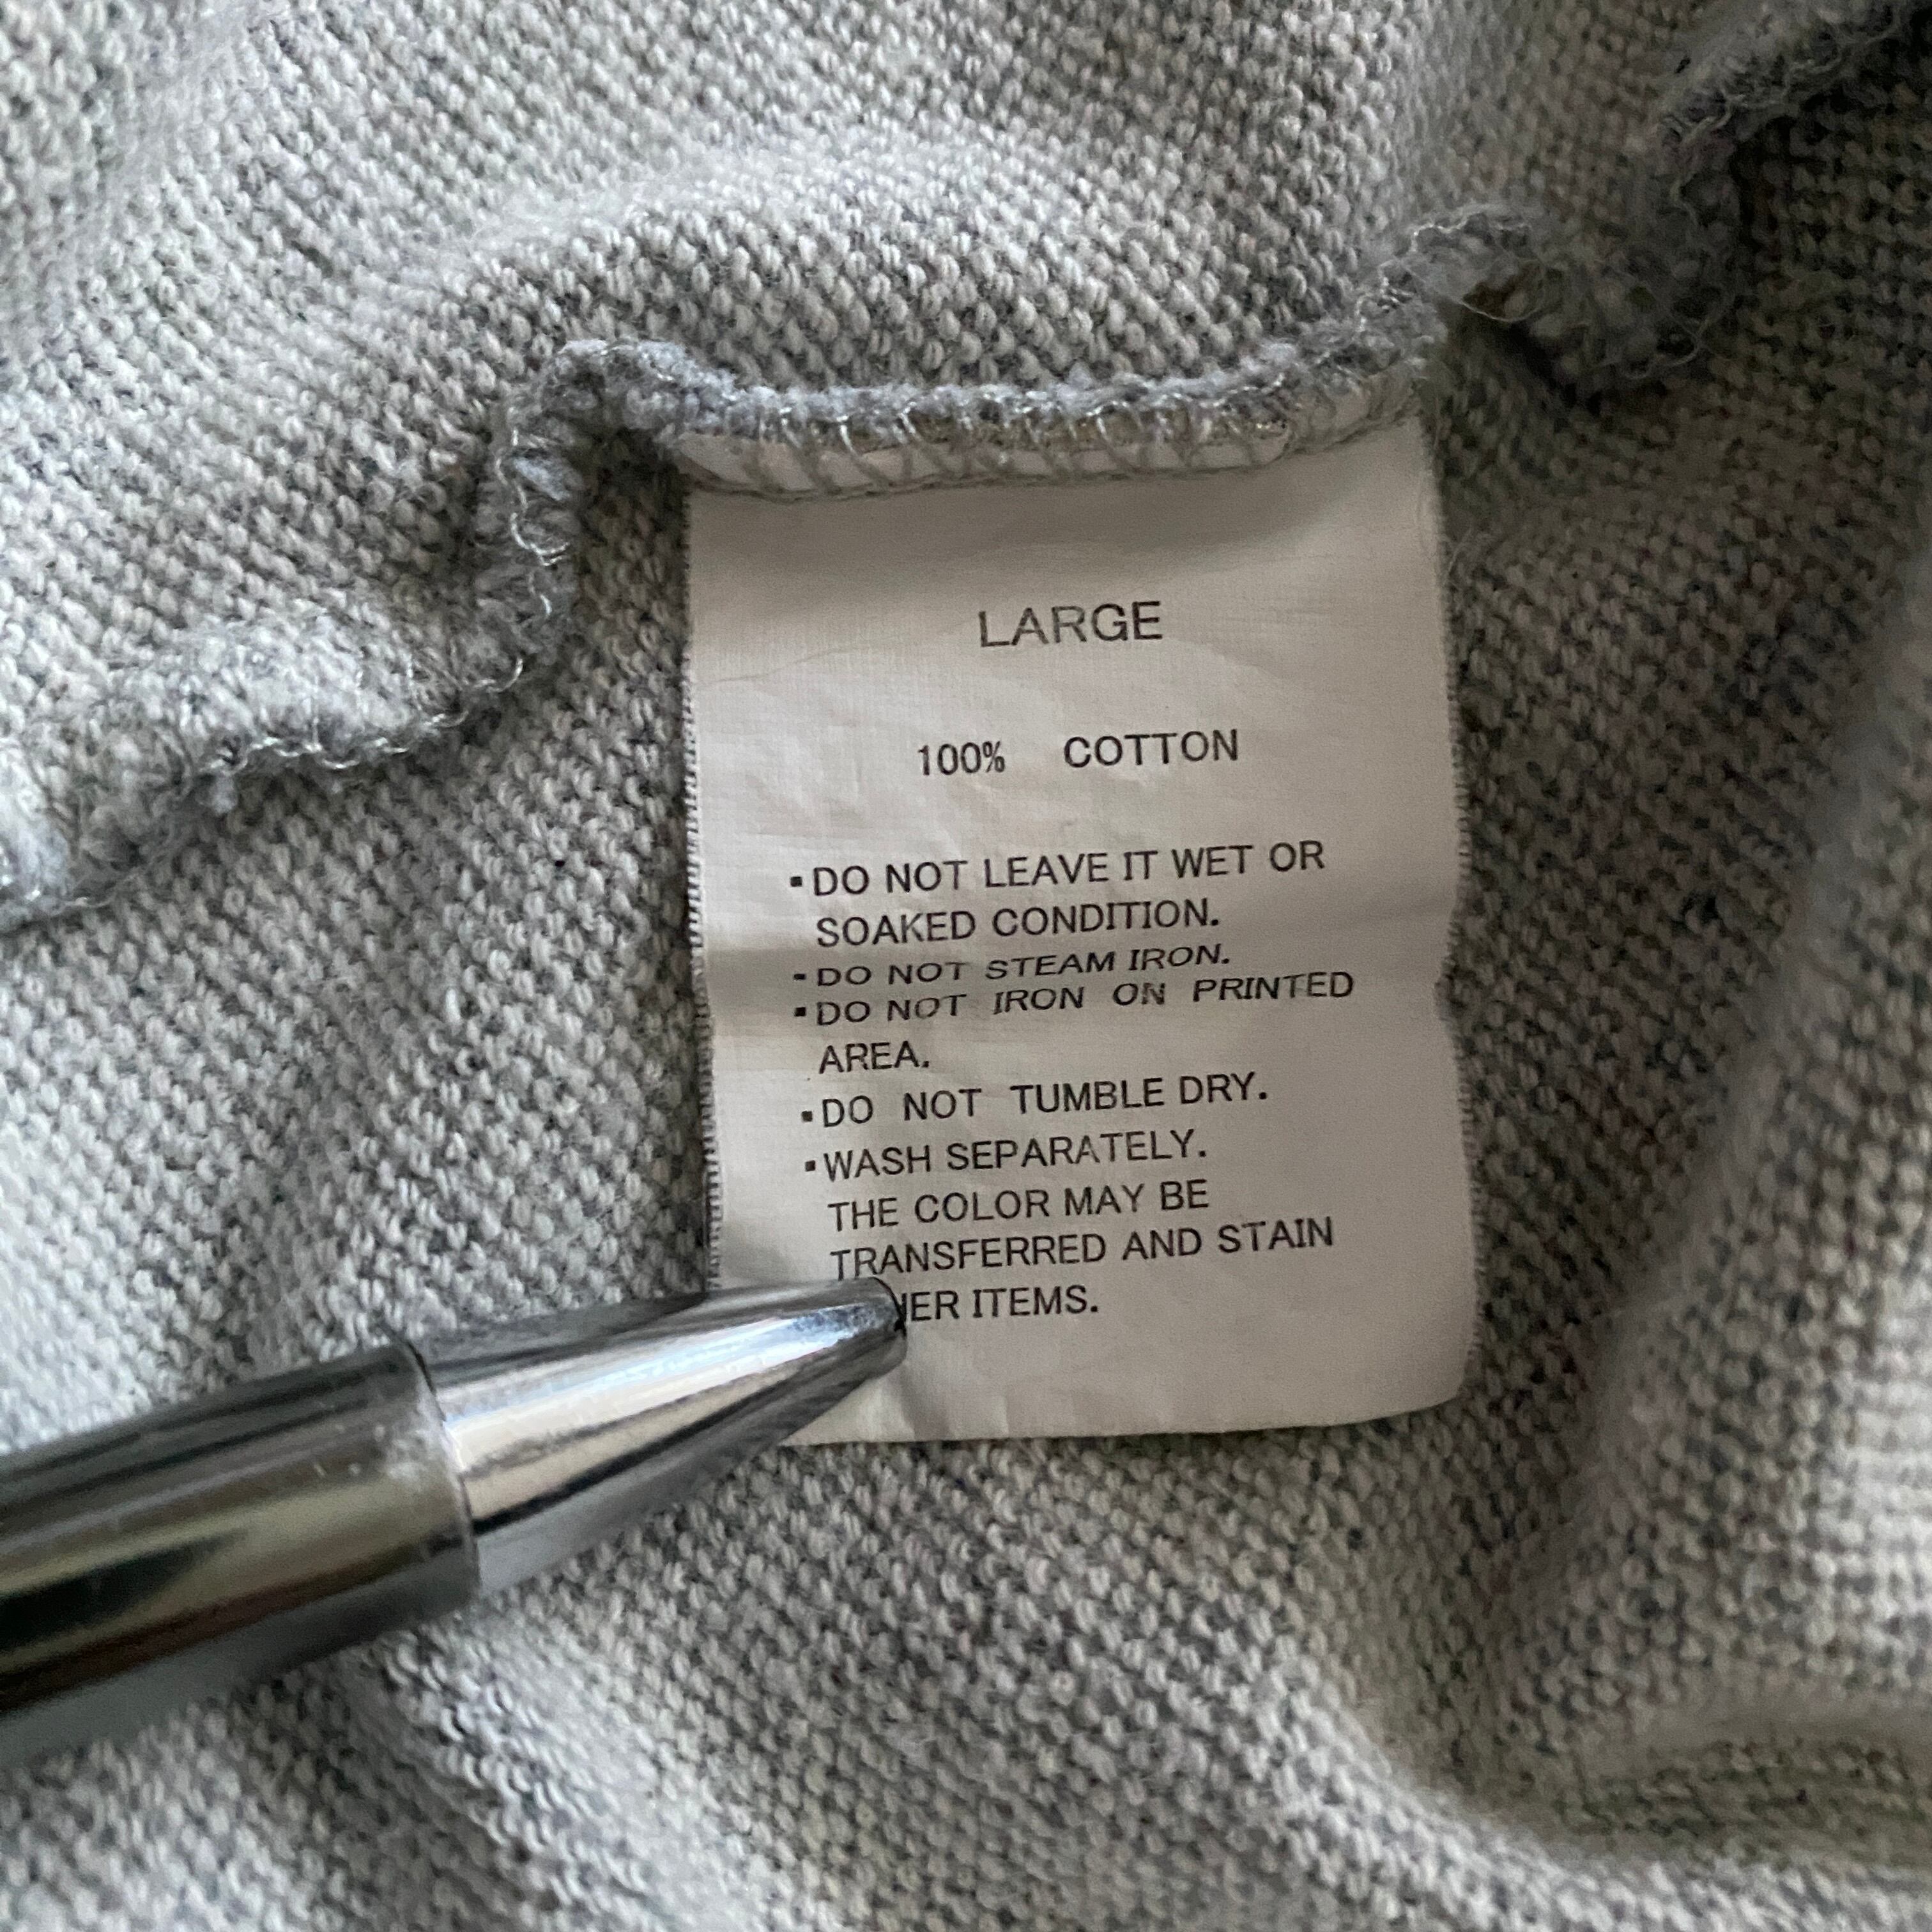 LARGE
100% COTTON
▪DO NOT LEAVE IT WET OR
SOAKED CONDITION.
▪DO NOT STEAM IRON.
▪DO NOT IRON ON PRINTED
AREA.
▪DO NOT TUMBLE DRY.
▪WASH SEPARATELY.
THE COLOR MAY BE
TRANSFERRED AND STAIN
ITEMS.